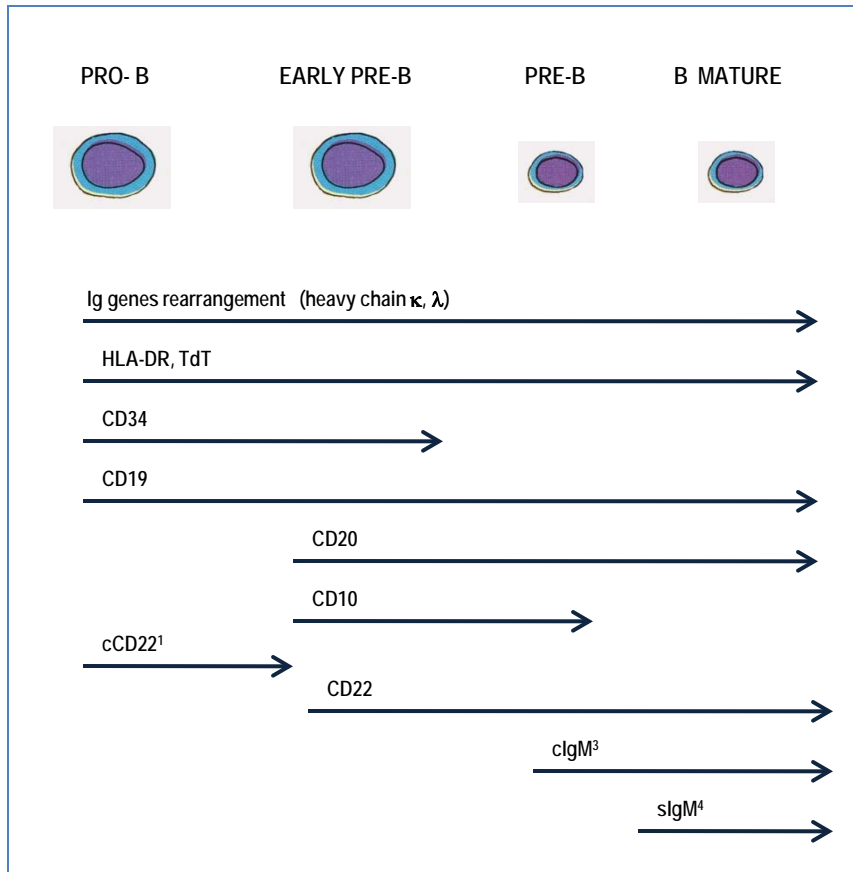 PRO- B EARLY PRE-B PRE-B B MATURE
Ig genes rearrangement (heavy chain κ, λ)
HLA-DR, TdT
CD34
CD19
CD20
CD10
cCD22¹
CD22
cIgM³
sIgM⁴